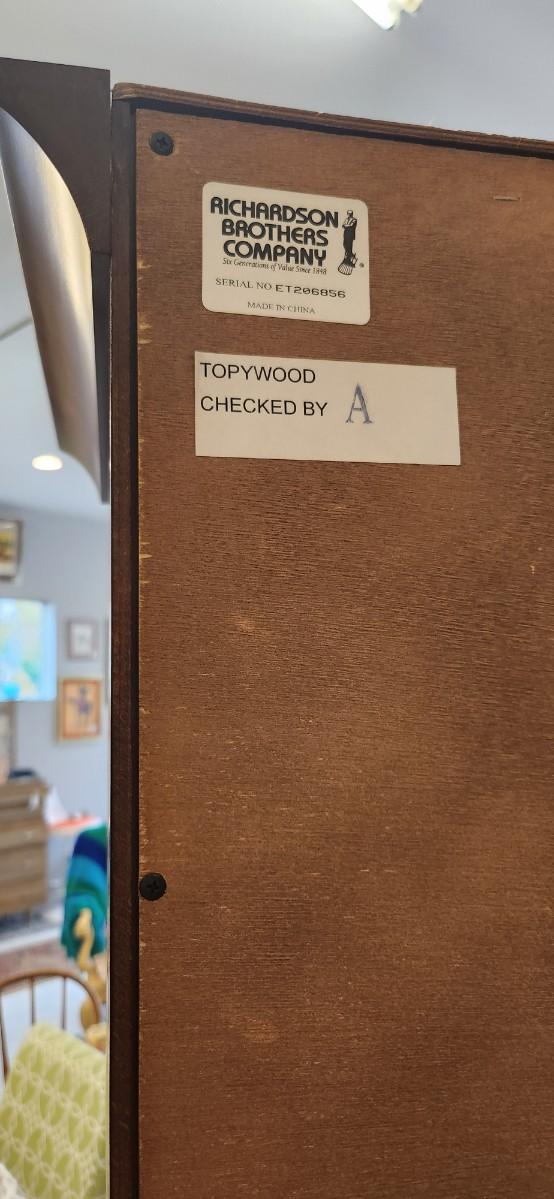 RICHARDSON
BROTHERS
COMPANY
Six Generations of Value Since 1848
SERIAL NO ET206856
MADE IN CHINA
TOPYWOOD
CHECKED BY A